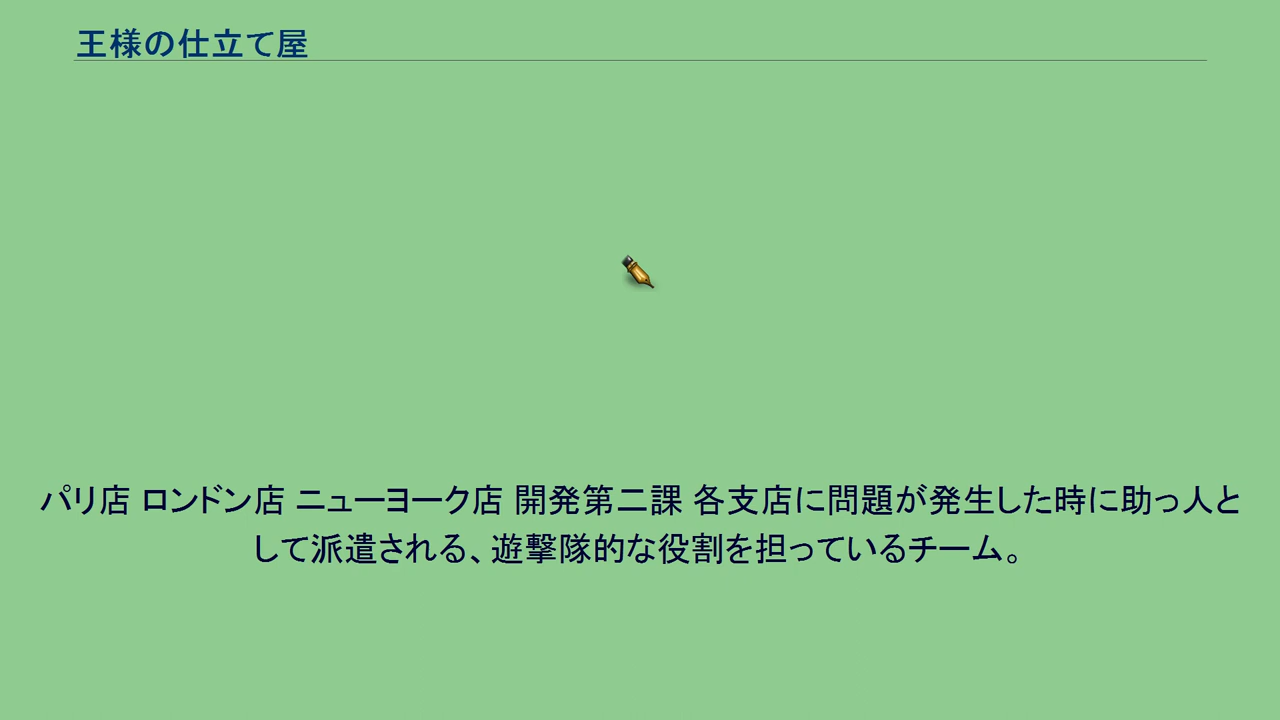 王様の仕立て屋
パリ店 ロンドン店 ニューヨーク店 開発第二課 各支店に問題が発生した時に助っ人と
して派遣される、遊撃隊的な役割を担っているチーム。